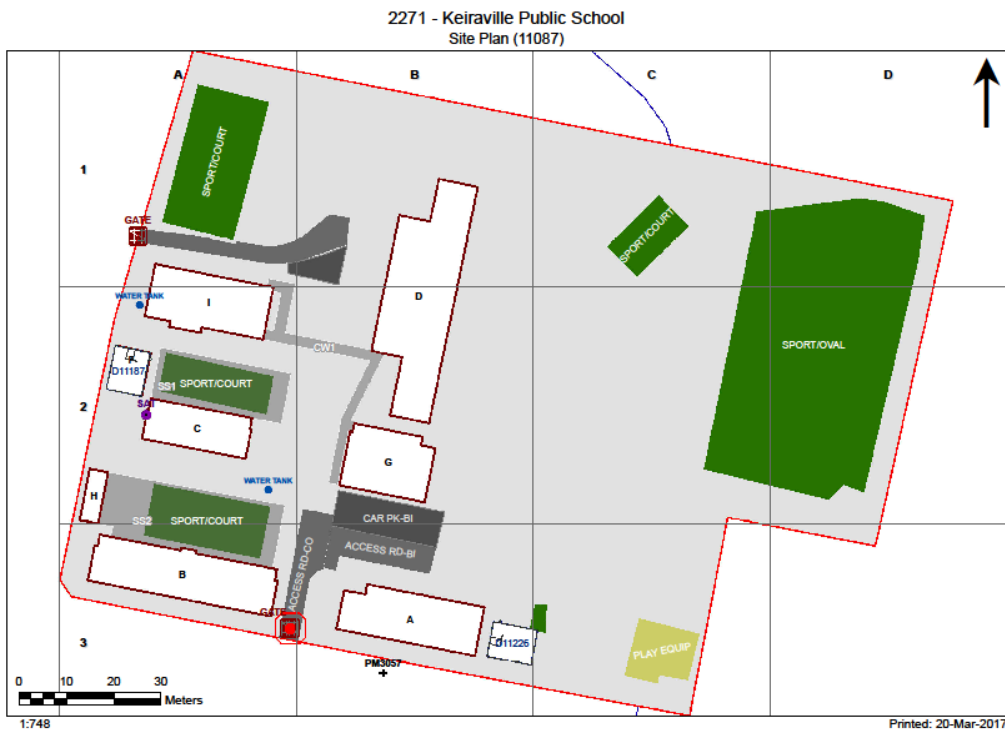 2271 - Keiraville Public School
Site Plan (11087)
A
B
C
D
1
SPORT/COURT
GATE
SPORT/COURT
D
WATER TANK
I
CW1
SPORT/OVAL
D11187
SS1
SPORT/COURT
2
SA1
C
G
WATER TANK
H
SS2
SPORT/COURT
CAR PK-BI
ACCESS RD-BI
ACCESS RD-CO
B
GATE
A
3
D11226
PLAY EQUIP
PM3057
0 10 20 30
Meters
1:748
Printed: 20-Mar-2017